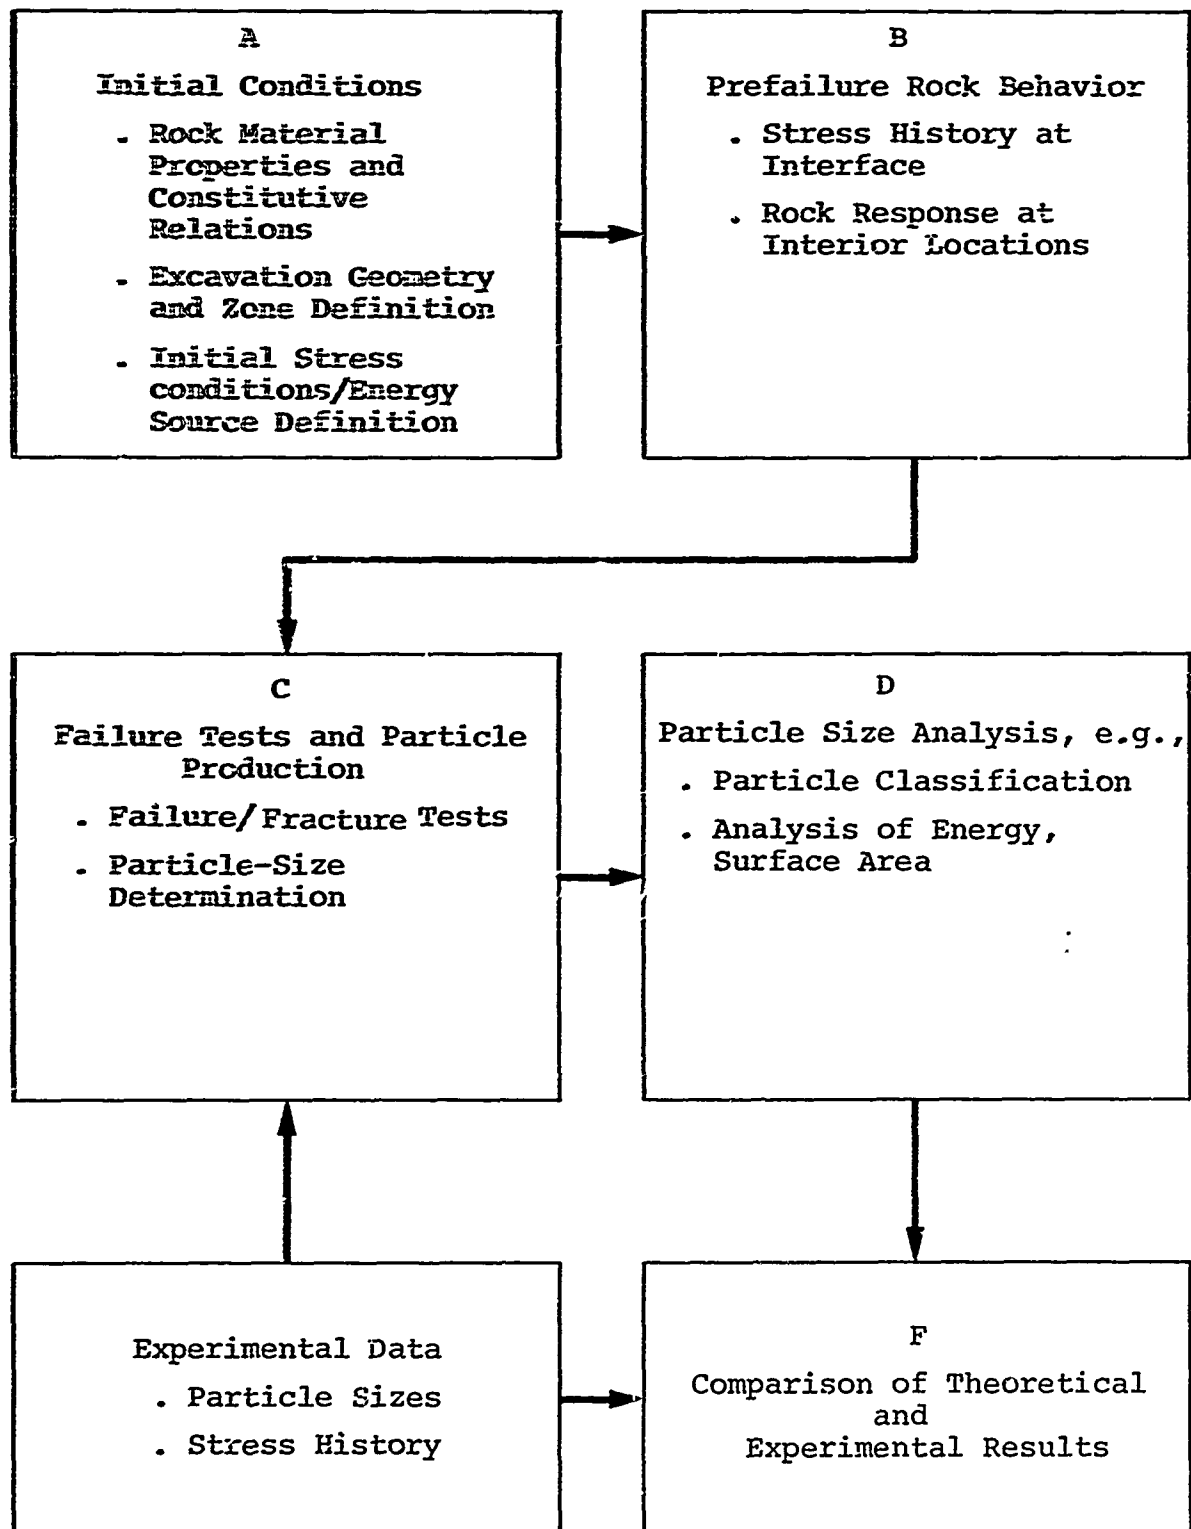 A
Initial Conditions
. Rock Material
Properties and
Constitutive
Relations
. Excavation Geometry
and Zone Definition
. Initial Stress
conditions/Energy
Source Definition
B
Prefailure Rock Behavior
. Stress History at
Interface
. Rock Response at
Interior Locations
C
Failure Tests and Particle
Production
. Failure/Fracture Tests
. Particle-Size
Determination
D
Particle Size Analysis, e.g.,
. Particle Classification
. Analysis of Energy,
Surface Area
Experimental Data
. Particle Sizes
. Stress History
F
Comparison of Theoretical
and
Experimental Results